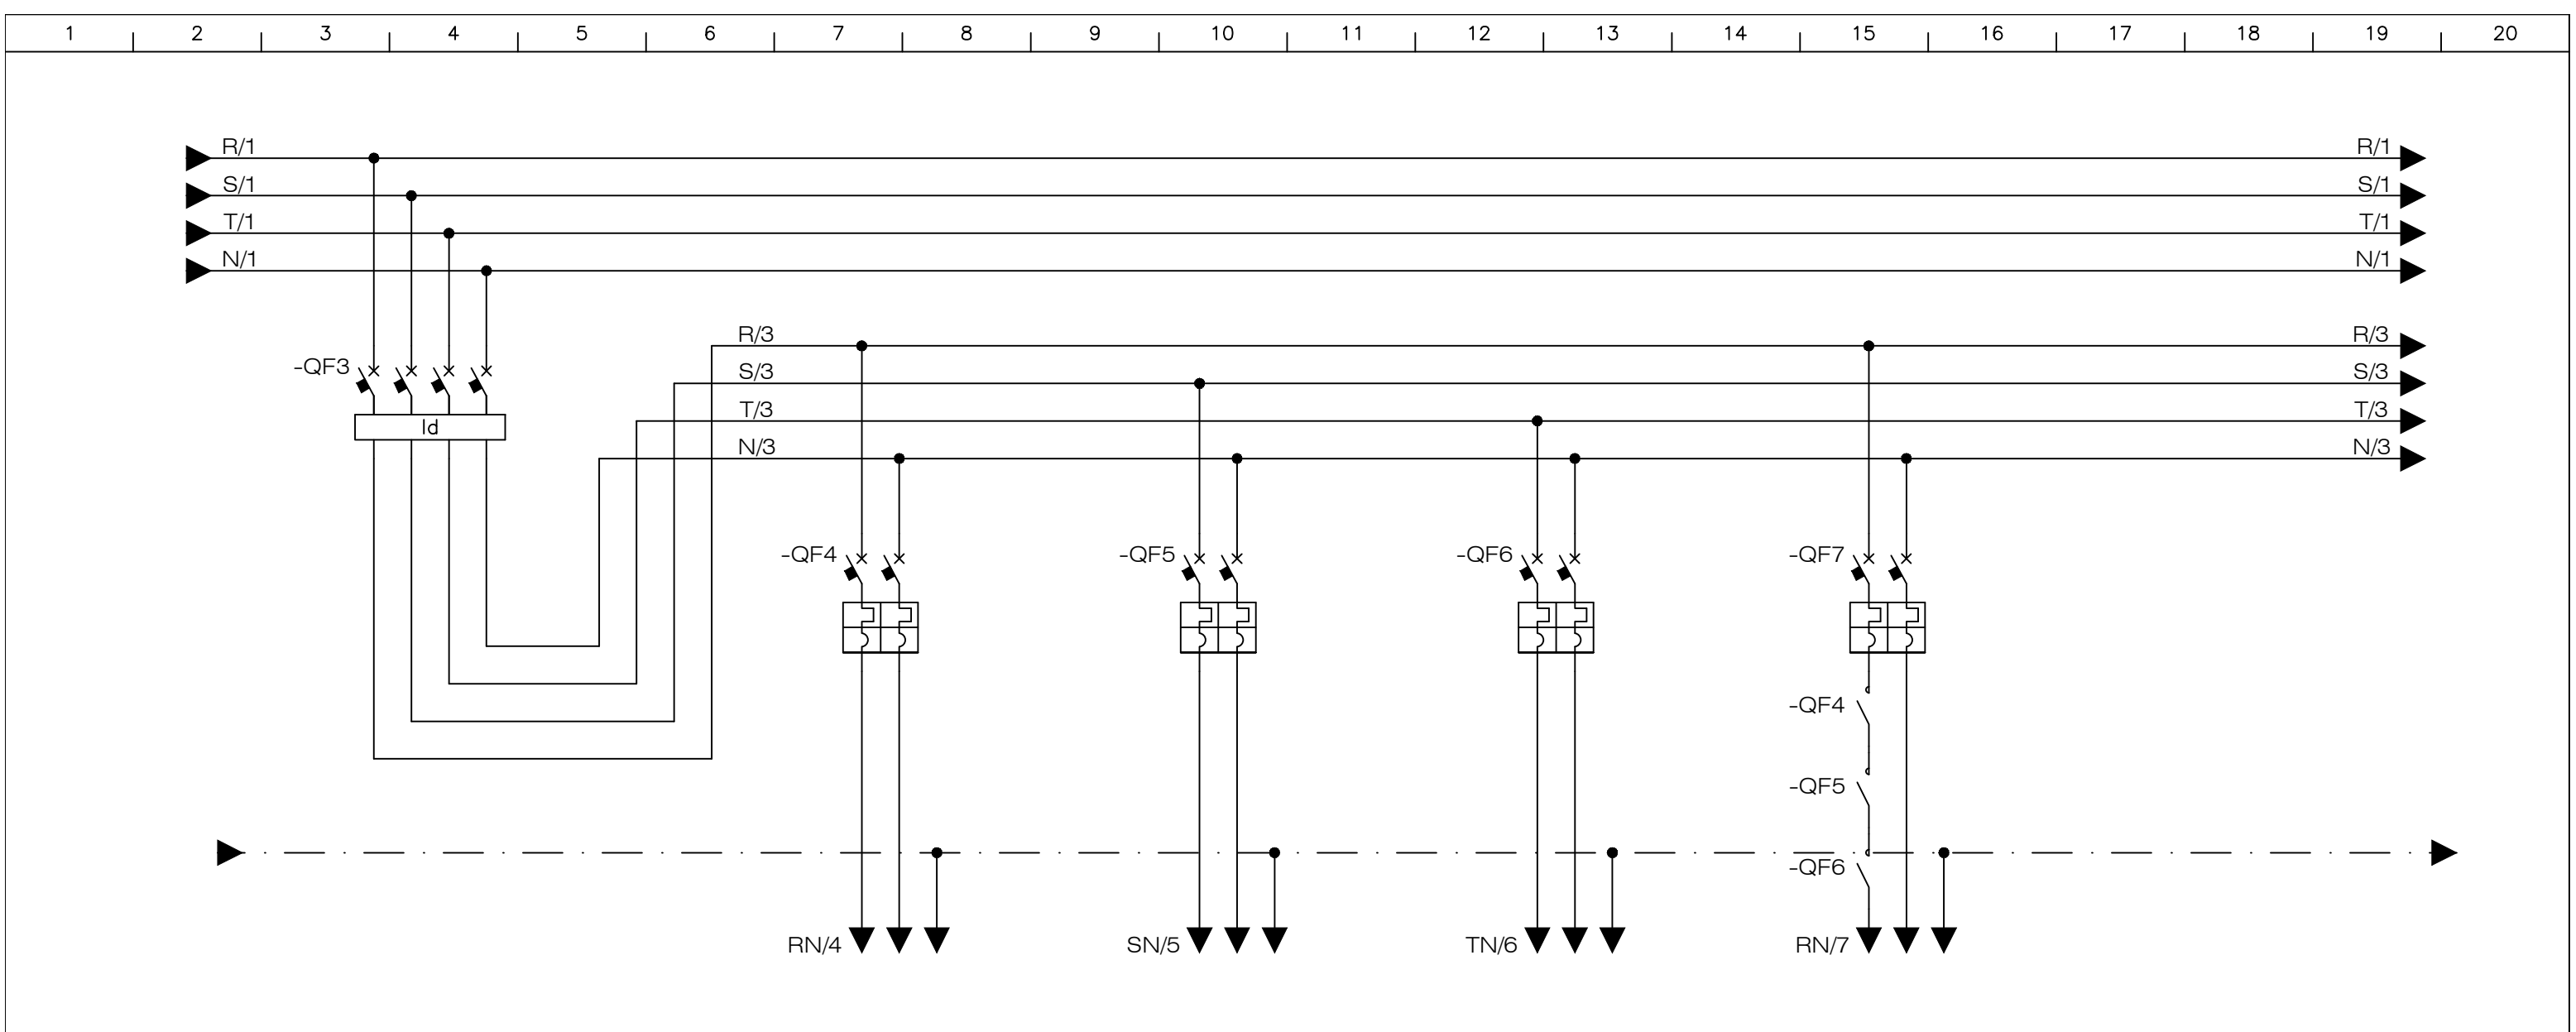 1 2 3 4 5 6 7 8 9 10 11 12 13 14 15 16 17 18 19 20
R/1 R/1
S/1 S/1
T/1 T/1
N/1 N/1
R/3 R/3
-QF3 S/3 S/3
T/3 T/3
Id
N/3 N/3
-QF4 -QF5 -QF6 -QF7
-QF4
-QF5
-QF6
RN/4 SN/5 TN/6 RN/7